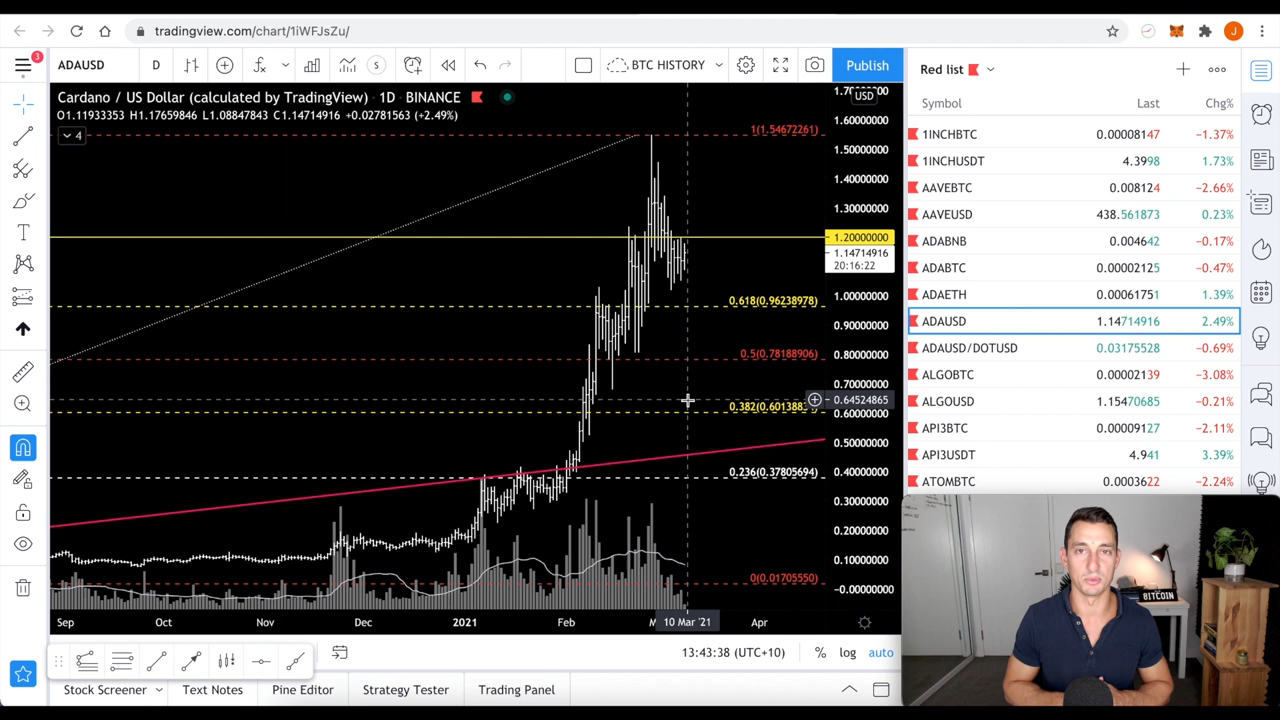 tradingview.com/chart/1iWFJsZu/
J
3
ADAUSD
D
S
BTC HISTORY
Publish
Red list
Cardano / US Dollar (calculated by TradingView) · 1D · BINANCE
O1.11933353 H1.17659846 L1.08847843 C1.14714916 +0.02781563 (+2.49%)
4
USD
1.70000000
1.60000000
1.50000000
1.40000000
1.30000000
1.20000000
1.14714916
20:16:22
1.00000000
0.90000000
0.80000000
0.70000000
0.64524865
0.60000000
0.50000000
0.40000000
0.30000000
0.20000000
0.10000000
−0.00000000
1(1.54672261)
0.618(0.96238978)
0.5(0.78188906)
0.236(0.37805694)
0(0.01705550)
Sep
Oct
Nov
Dec
2021
Feb
10 Mar '21
Apr
Symbol Last Chg%
1INCHBTC 0.00008147 −1.37%
1INCHUSDT 4.3998 1.73%
AAVEBTC 0.008124 −2.66%
AAVEUSD 438.561873 0.23%
ADABNB 0.004642 −0.17%
ADABTC 0.00002125 −0.47%
ADAETH 0.00061751 1.39%
ADAUSD 1.14714916 2.49%
ADAUSD/DOTUSD 0.03175528 −0.69%
ALGOBTC 0.00002139 −3.08%
ALGOUSD 1.15470685 −0.21%
API3BTC 0.00009127 −2.11%
API3USDT 4.941 3.39%
ATOMBTC 0.0003622 −2.24%
13:43:38 (UTC+10)
%
log
auto
Stock Screener
Text Notes
Pine Editor
Strategy Tester
Trading Panel
BITCOIN